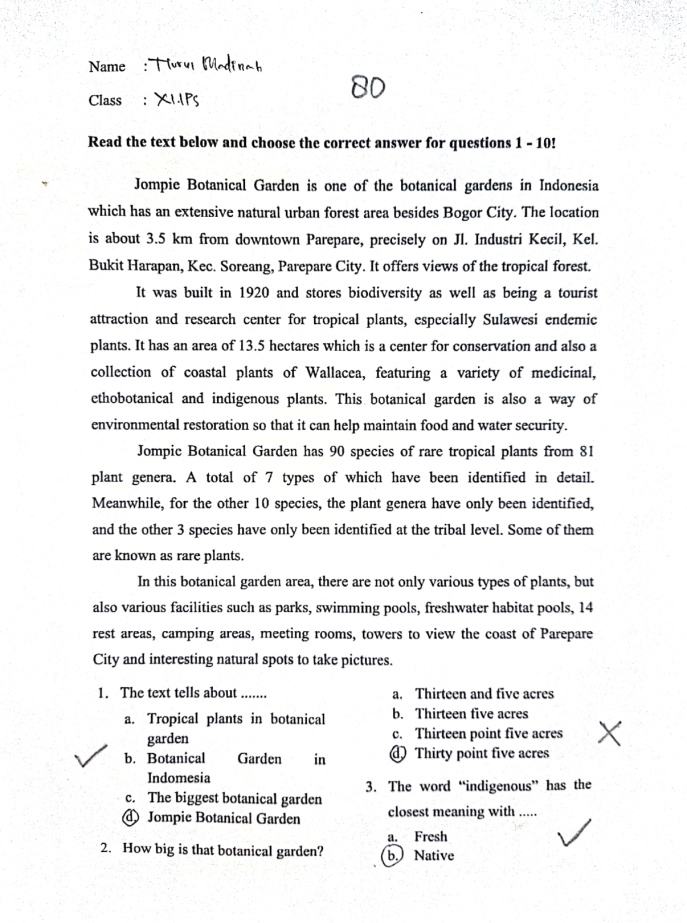 Name :
80
Class : XI.IPS
Read the text below and choose the correct answer for questions 1 - 10!
Jompie Botanical Garden is one of the botanical gardens in Indonesia
which has an extensive natural urban forest area besides Bogor City. The location
is about 3.5 km from downtown Parepare, precisely on Jl. Industri Kecil, Kel.
Bukit Harapan, Kec. Soreang, Parepare City. It offers views of the tropical forest.
It was built in 1920 and stores biodiversity as well as being a tourist
attraction and research center for tropical plants, especially Sulawesi endemic
plants. It has an area of 13.5 hectares which is a center for conservation and also a
collection of coastal plants of Wallacea, featuring a variety of medicinal,
ethobotanical and indigenous plants. This botanical garden is also a way of
environmental restoration so that it can help maintain food and water security.
Jompie Botanical Garden has 90 species of rare tropical plants from 81
plant genera. A total of 7 types of which have been identified in detail.
Meanwhile, for the other 10 species, the plant genera have only been identified,
and the other 3 species have only been identified at the tribal level. Some of them
are known as rare plants.
In this botanical garden area, there are not only various types of plants, but
also various facilities such as parks, swimming pools, freshwater habitat pools, 14
rest areas, camping areas, meeting rooms, towers to view the coast of Parepare
City and interesting natural spots to take pictures.
1. The text tells about .......
a. Tropical plants in botanical
garden
b. Botanical Garden in
Indomesia
c. The biggest botanical garden
d. Jompie Botanical Garden
2. How big is that botanical garden?
a. Thirteen and five acres
b. Thirteen five acres
c. Thirteen point five acres
d. Thirty point five acres
3. The word “indigenous” has the
closest meaning with .....
a. Fresh
b. Native